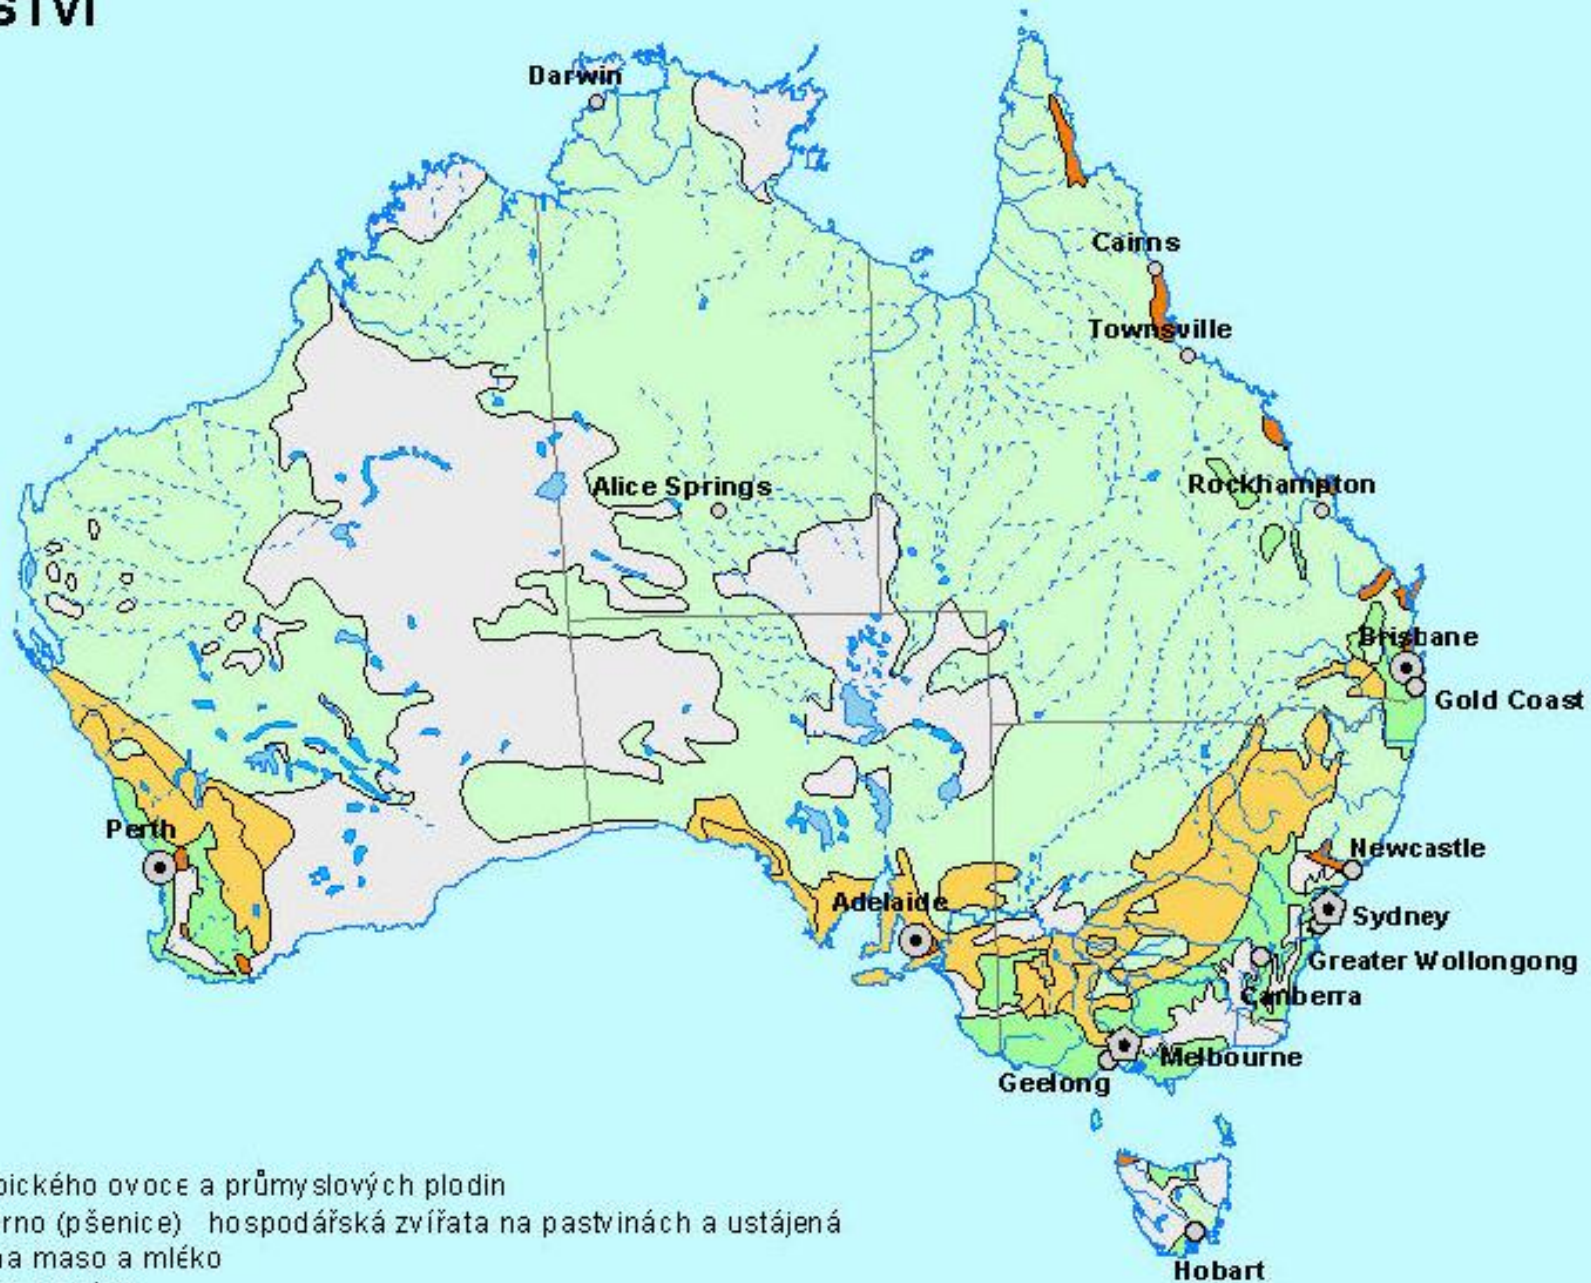 STVÍ
Darwin
Cairns
Townsville
Alice Springs
Rockhampton
Brisbane
Gold Coast
Perth
Newcastle
Adelaide
Sydney
Greater Wollongong
Canberra
Melbourne
Geelong
pického ovoce a průmyslových plodin
rno (pšenice) hospodářská zvířata na pastvinách a ustájená
na maso a mléko
Hobart